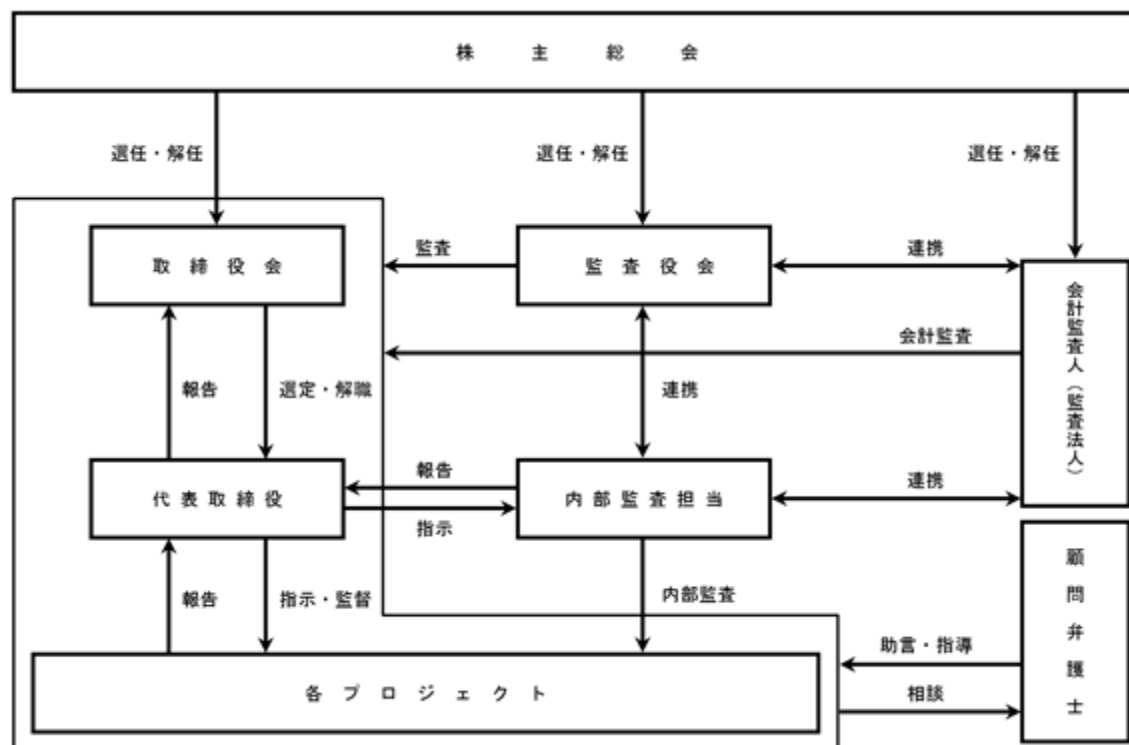 株主総会
選任・解任
選任・解任
選任・解任
取締役会
監査
監査役会
連携
会計監査人（監査法人）
会計監査
報告
選定・解職
連携
代表取締役
報告
指示
内部監査担当
連携
報告
指示・監督
内部監査
顧問弁護士
助言・指導
相談
各プロジェクト